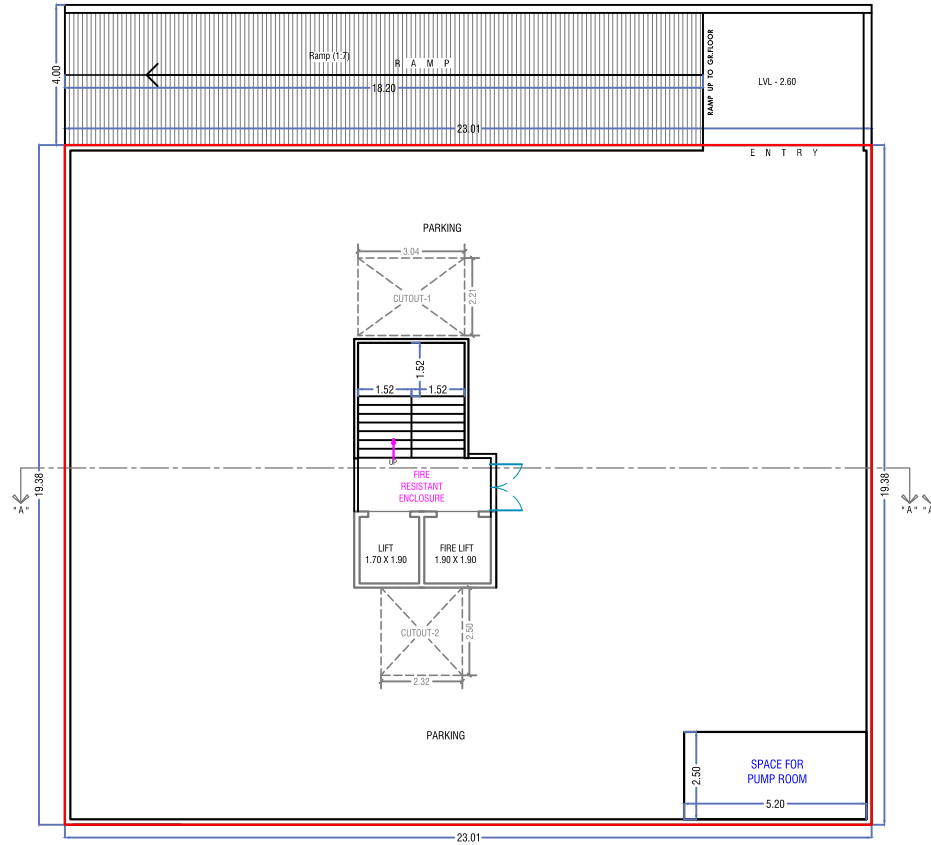 Ramp (1:7)
R A M P
RAMP UP TO GR.FLOOR
LVL - 2.60
4.00
18.20
23.01
E N T R Y
PARKING
3.04
CUTOUT-1
2.21
1.52
1.52
1.52
UP
FIRE
RESISTANT
ENCLOSURE
19.38
19.38
"A"
"A"
LIFT
1.70 X 1.90
FIRE LIFT
1.90 X 1.90
CUTOUT-2
2.50
2.32
PARKING
SPACE FOR
PUMP ROOM
2.50
5.20
23.01